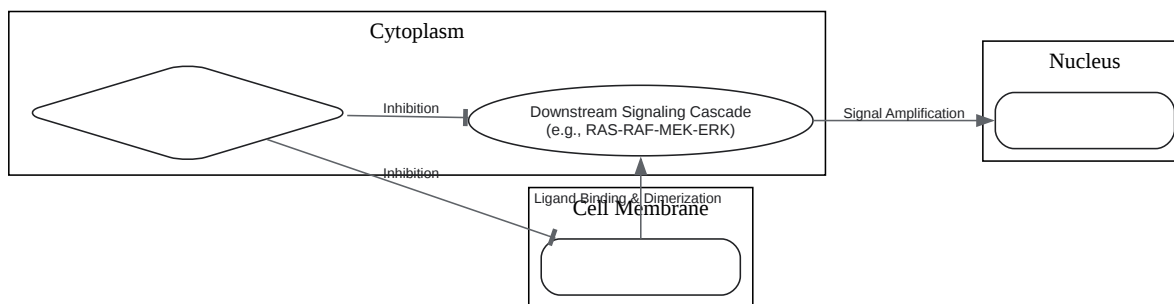 Cytoplasm
Nucleus
Inhibition
Downstream Signaling Cascade
(e.g., RAS-RAF-MEK-ERK)
Signal Amplification
Inhibition
Ligand Binding & Dimerization
Cell Membrane